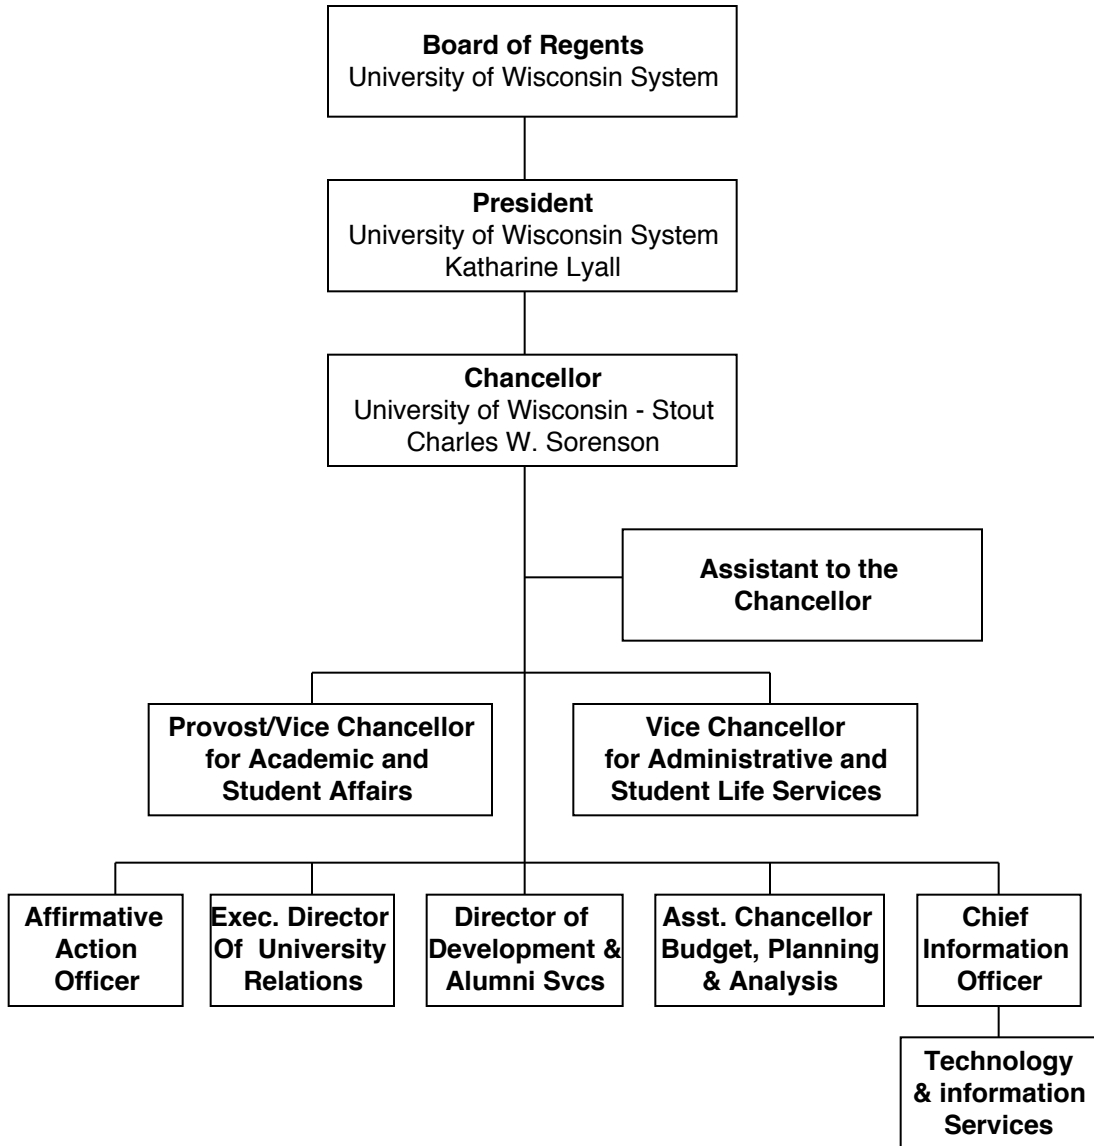 Board of Regents
University of Wisconsin System
President
University of Wisconsin System
Katharine Lyall
Chancellor
University of Wisconsin - Stout
Charles W. Sorenson
Assistant to the
Chancellor
Provost/Vice Chancellor
for Academic and
Student Affairs
Vice Chancellor
for Administrative and
Student Life Services
Affirmative
Action
Officer
Exec. Director
Of University
Relations
Director of
Development &
Alumni Svcs
Asst. Chancellor
Budget, Planning
& Analysis
Chief
Information
Officer
Technology
& information
Services